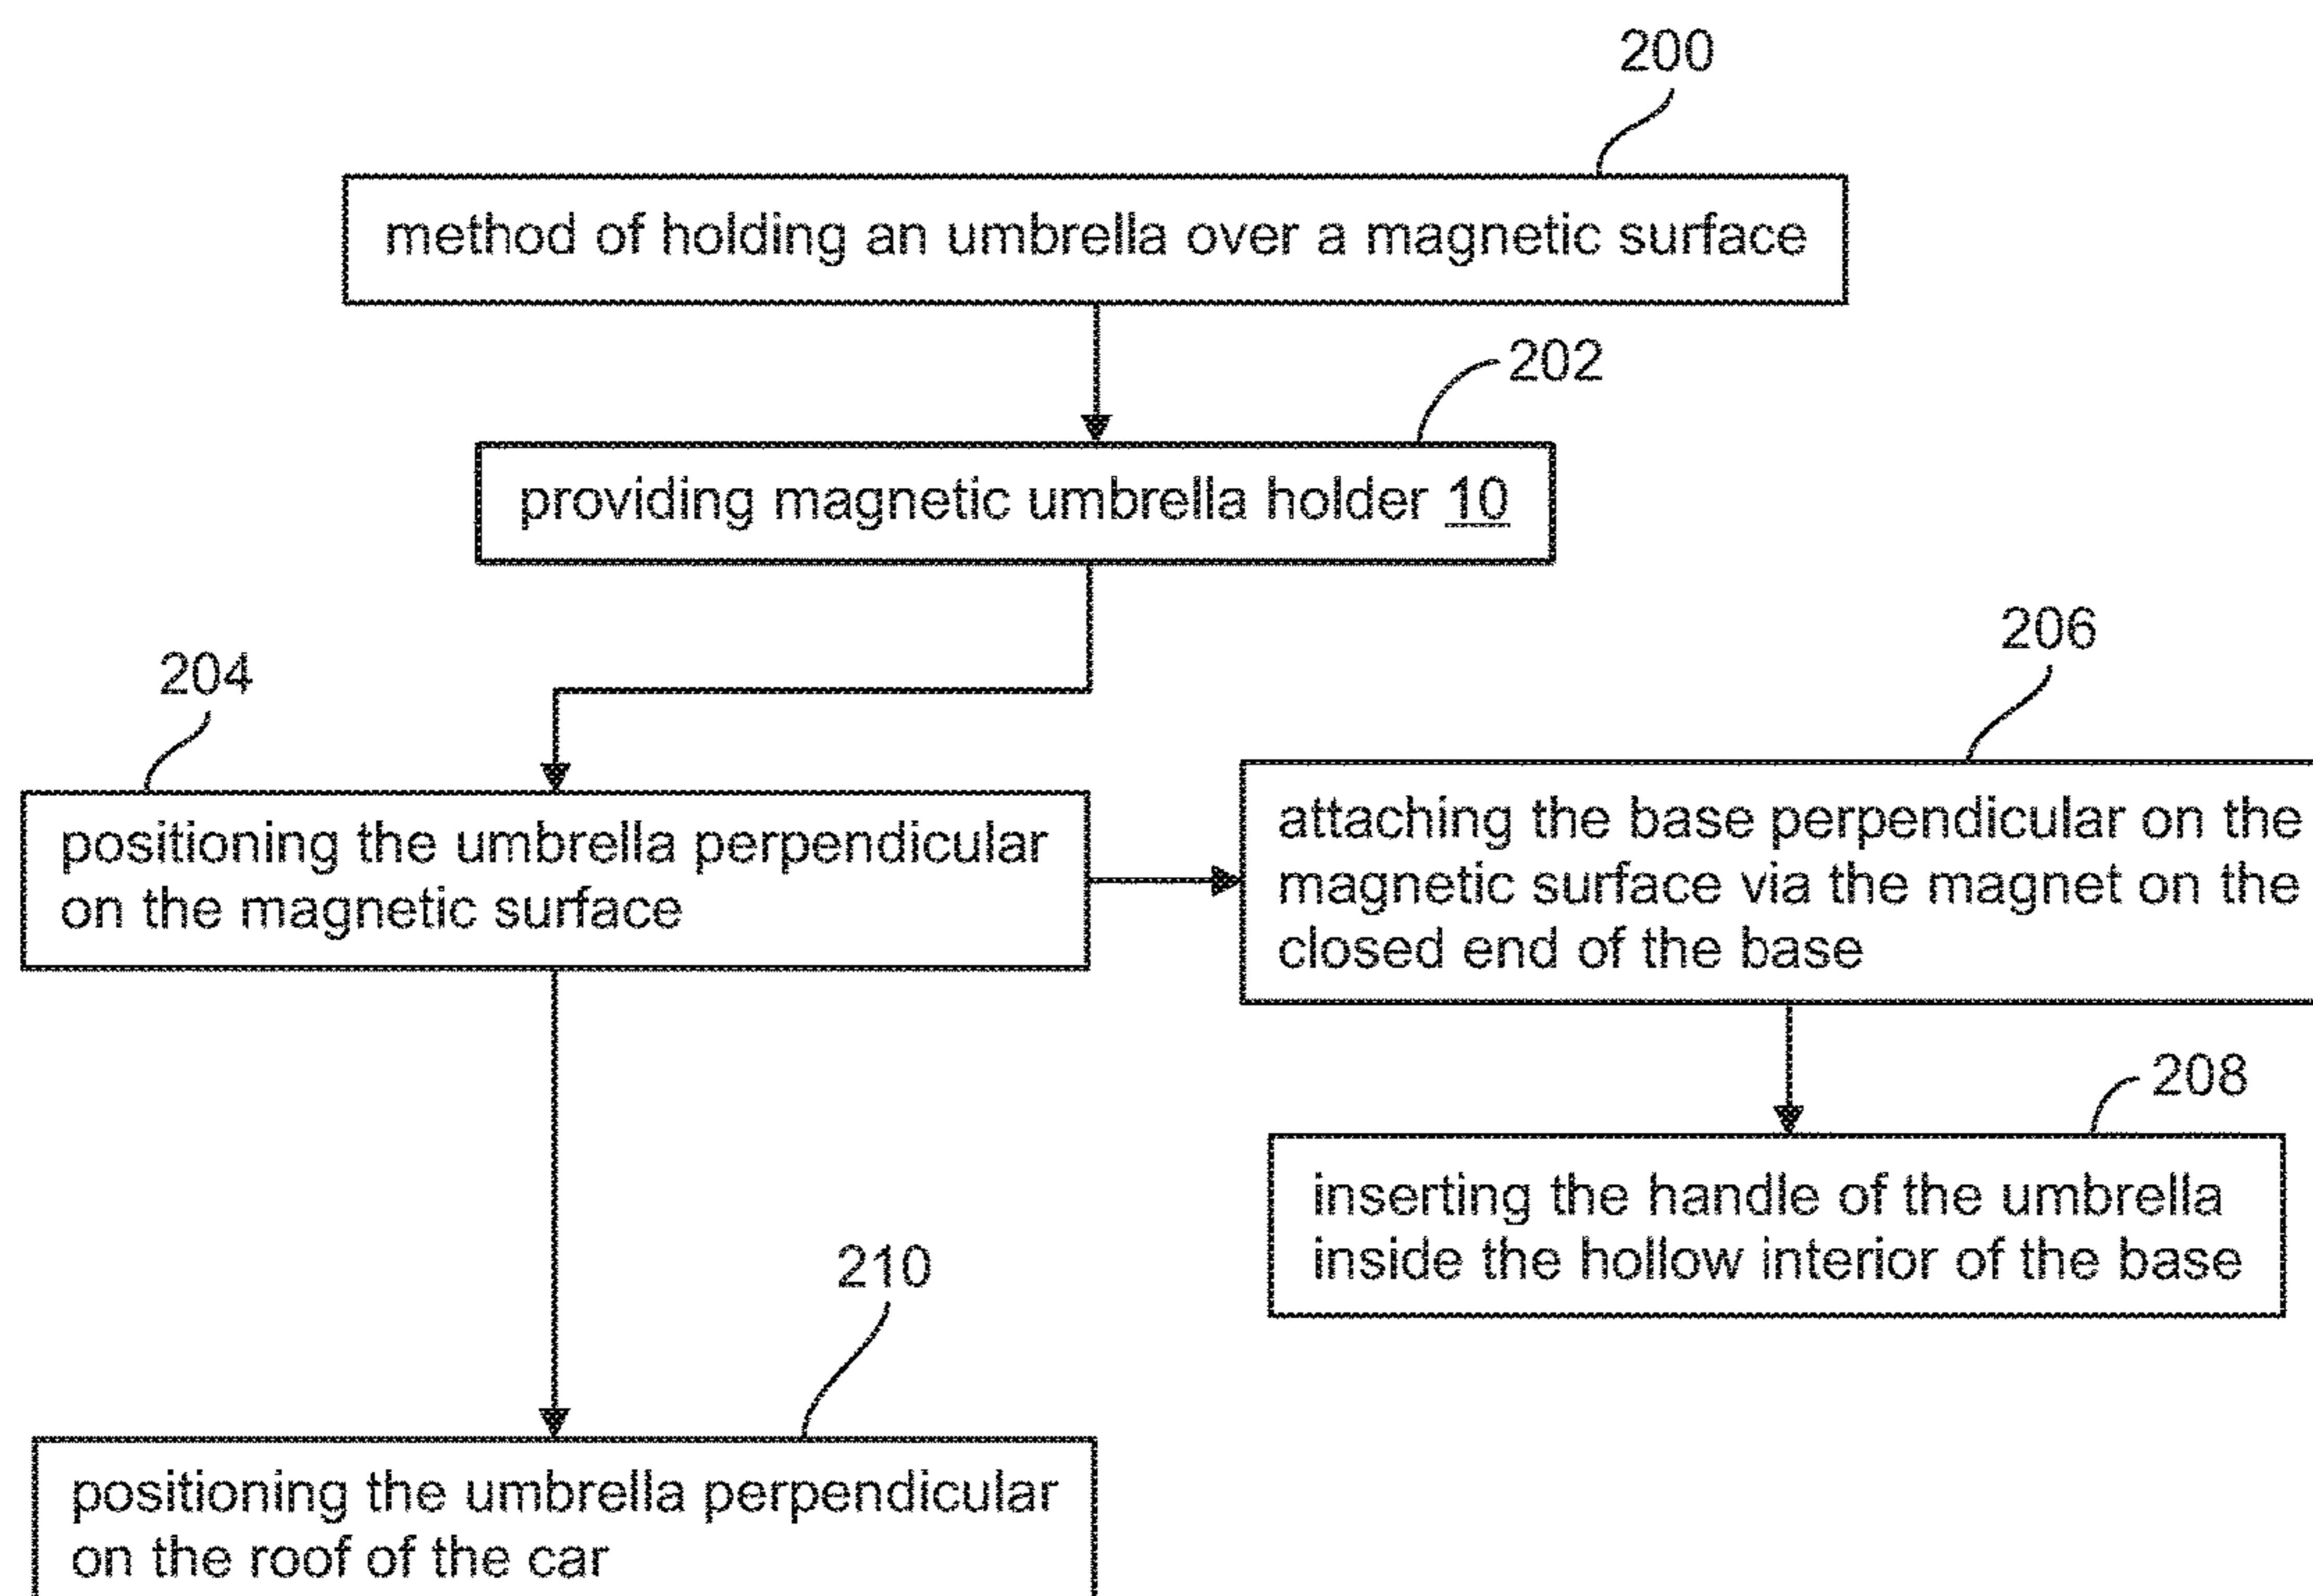 200
method of holding an umbrella over a magnetic surface
202
providing magnetic umbrella holder 10
204
positioning the umbrella perpendicular
on the magnetic surface
206
attaching the base perpendicular on the
magnetic surface via the magnet on the
closed end of the base
208
inserting the handle of the umbrella
inside the hollow interior of the base
210
positioning the umbrella perpendicular
on the roof of the car